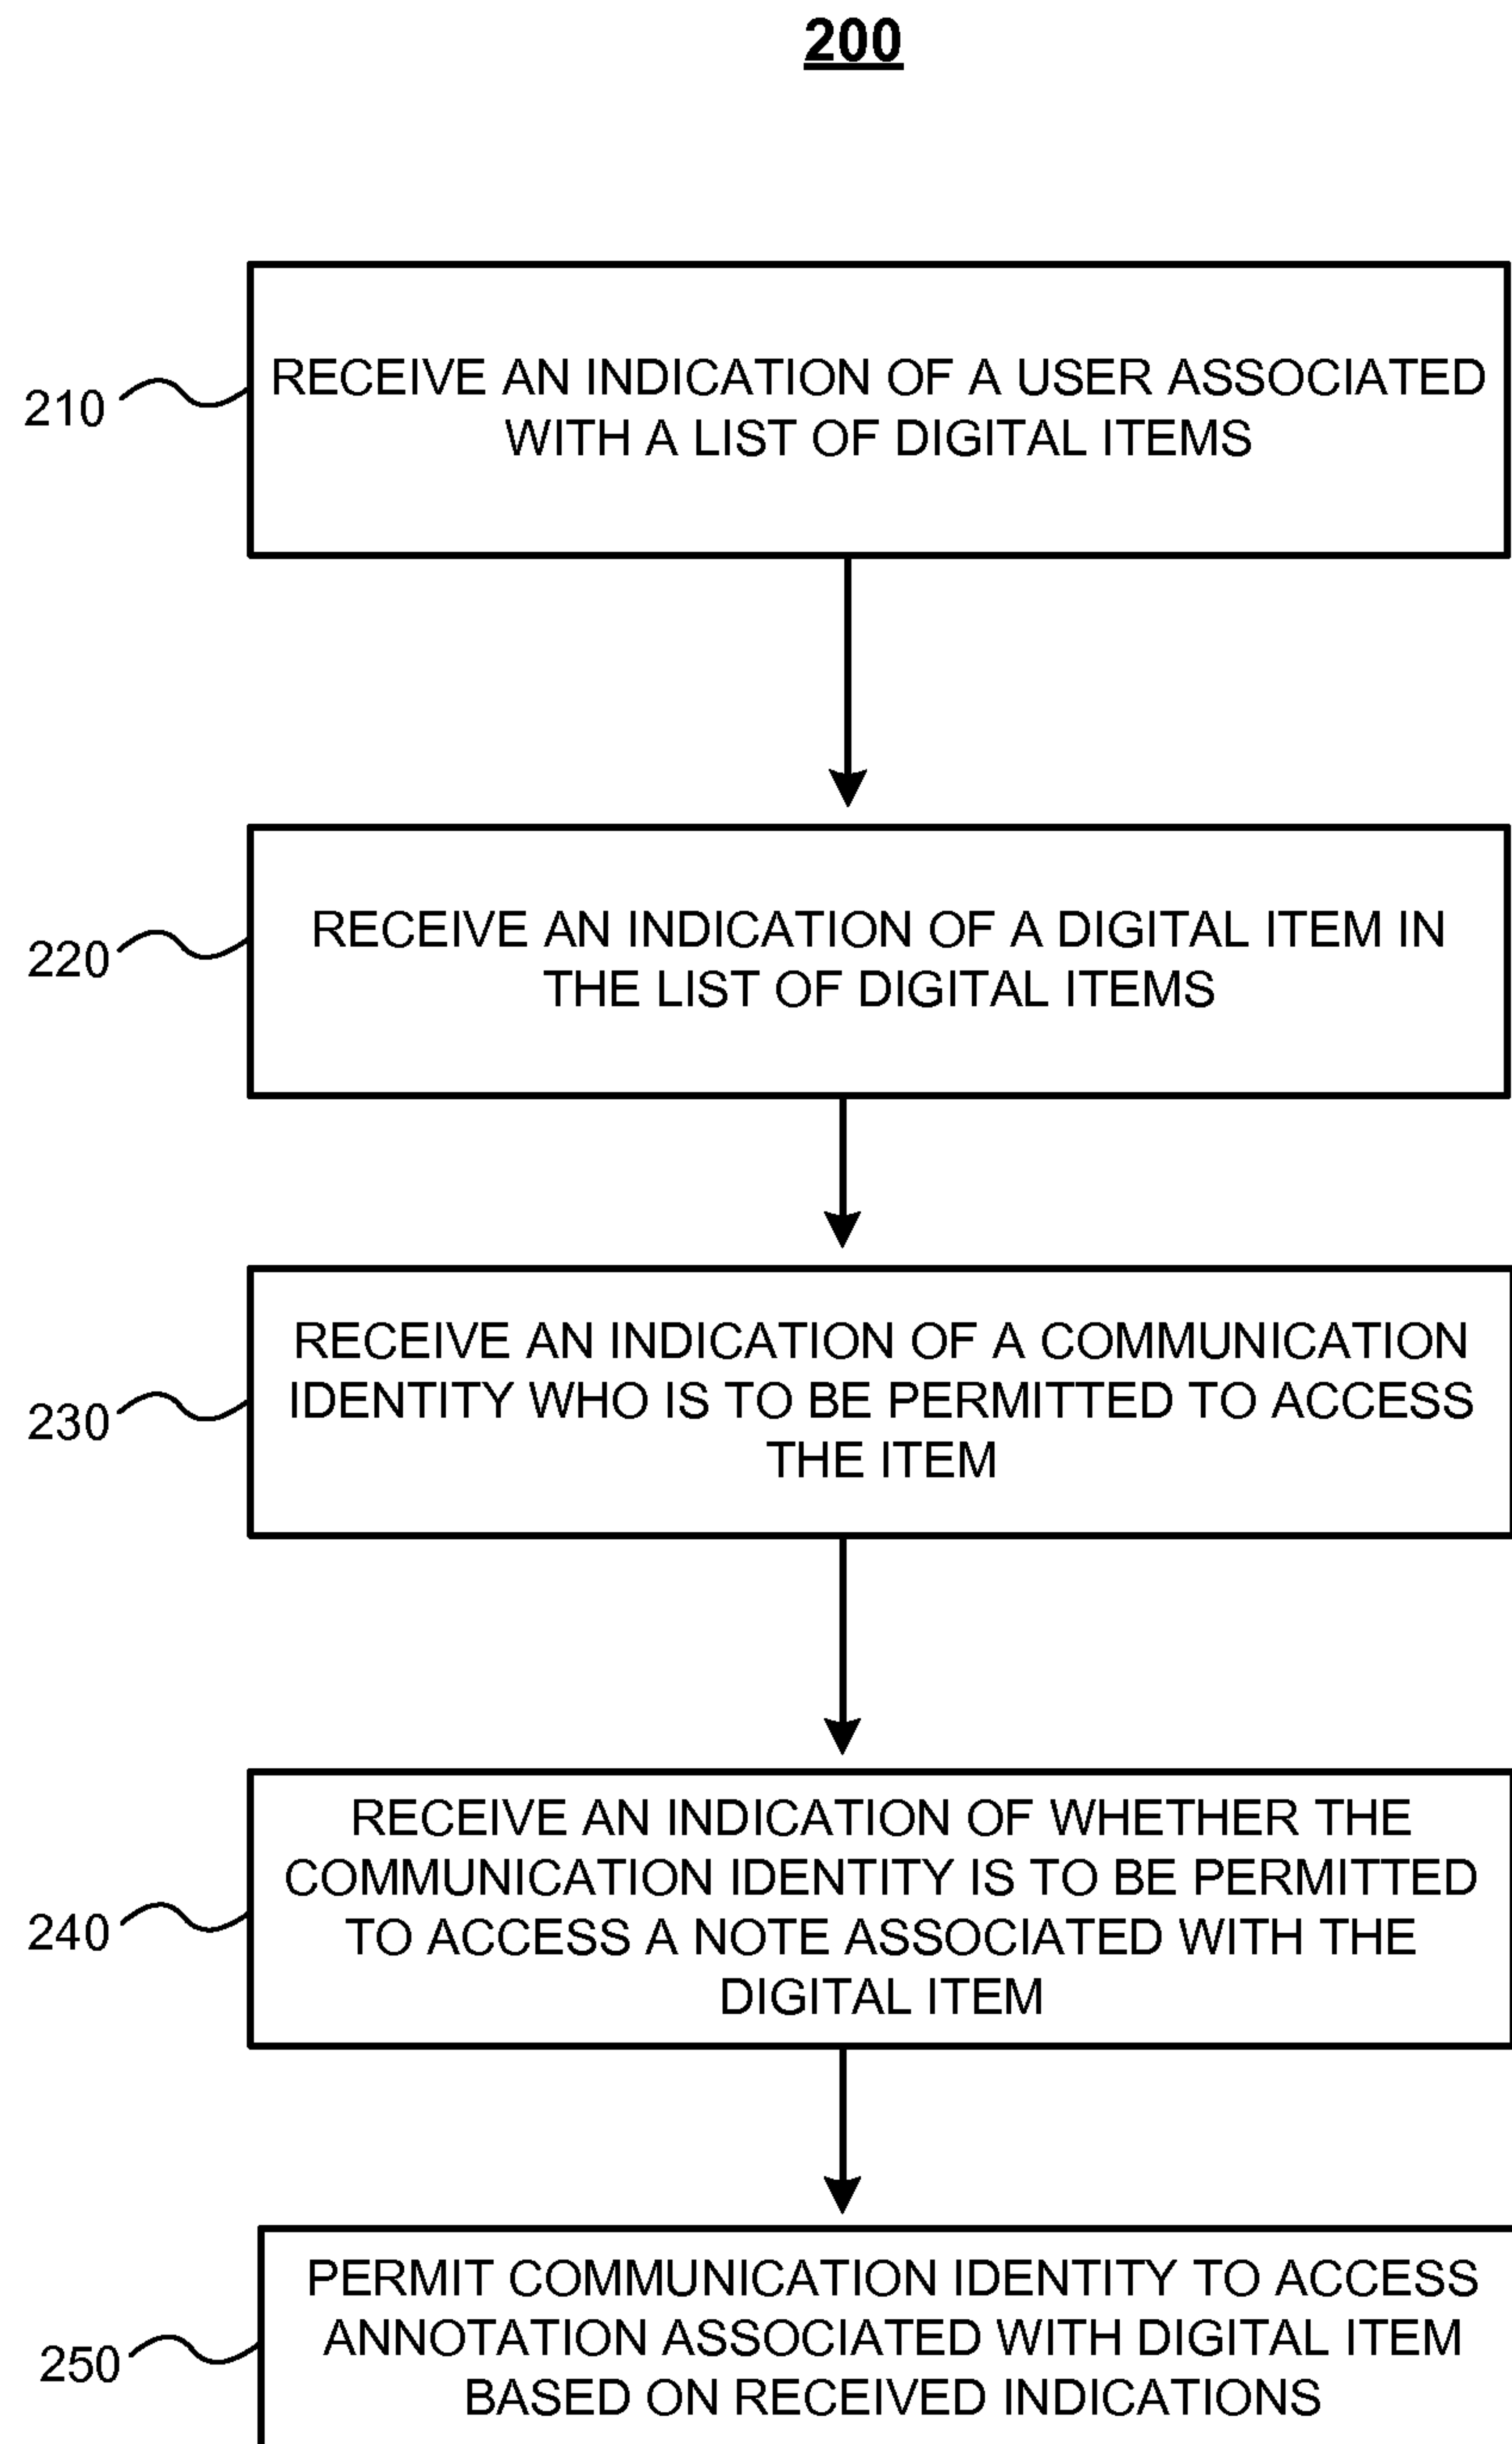 200
210
RECEIVE AN INDICATION OF A USER ASSOCIATED
WITH A LIST OF DIGITAL ITEMS
220
RECEIVE AN INDICATION OF A DIGITAL ITEM IN
THE LIST OF DIGITAL ITEMS
230
RECEIVE AN INDICATION OF A COMMUNICATION
IDENTITY WHO IS TO BE PERMITTED TO ACCESS
THE ITEM
240
RECEIVE AN INDICATION OF WHETHER THE
COMMUNICATION IDENTITY IS TO BE PERMITTED
TO ACCESS A NOTE ASSOCIATED WITH THE
DIGITAL ITEM
250
PERMIT COMMUNICATION IDENTITY TO ACCESS
ANNOTATION ASSOCIATED WITH DIGITAL ITEM
BASED ON RECEIVED INDICATIONS